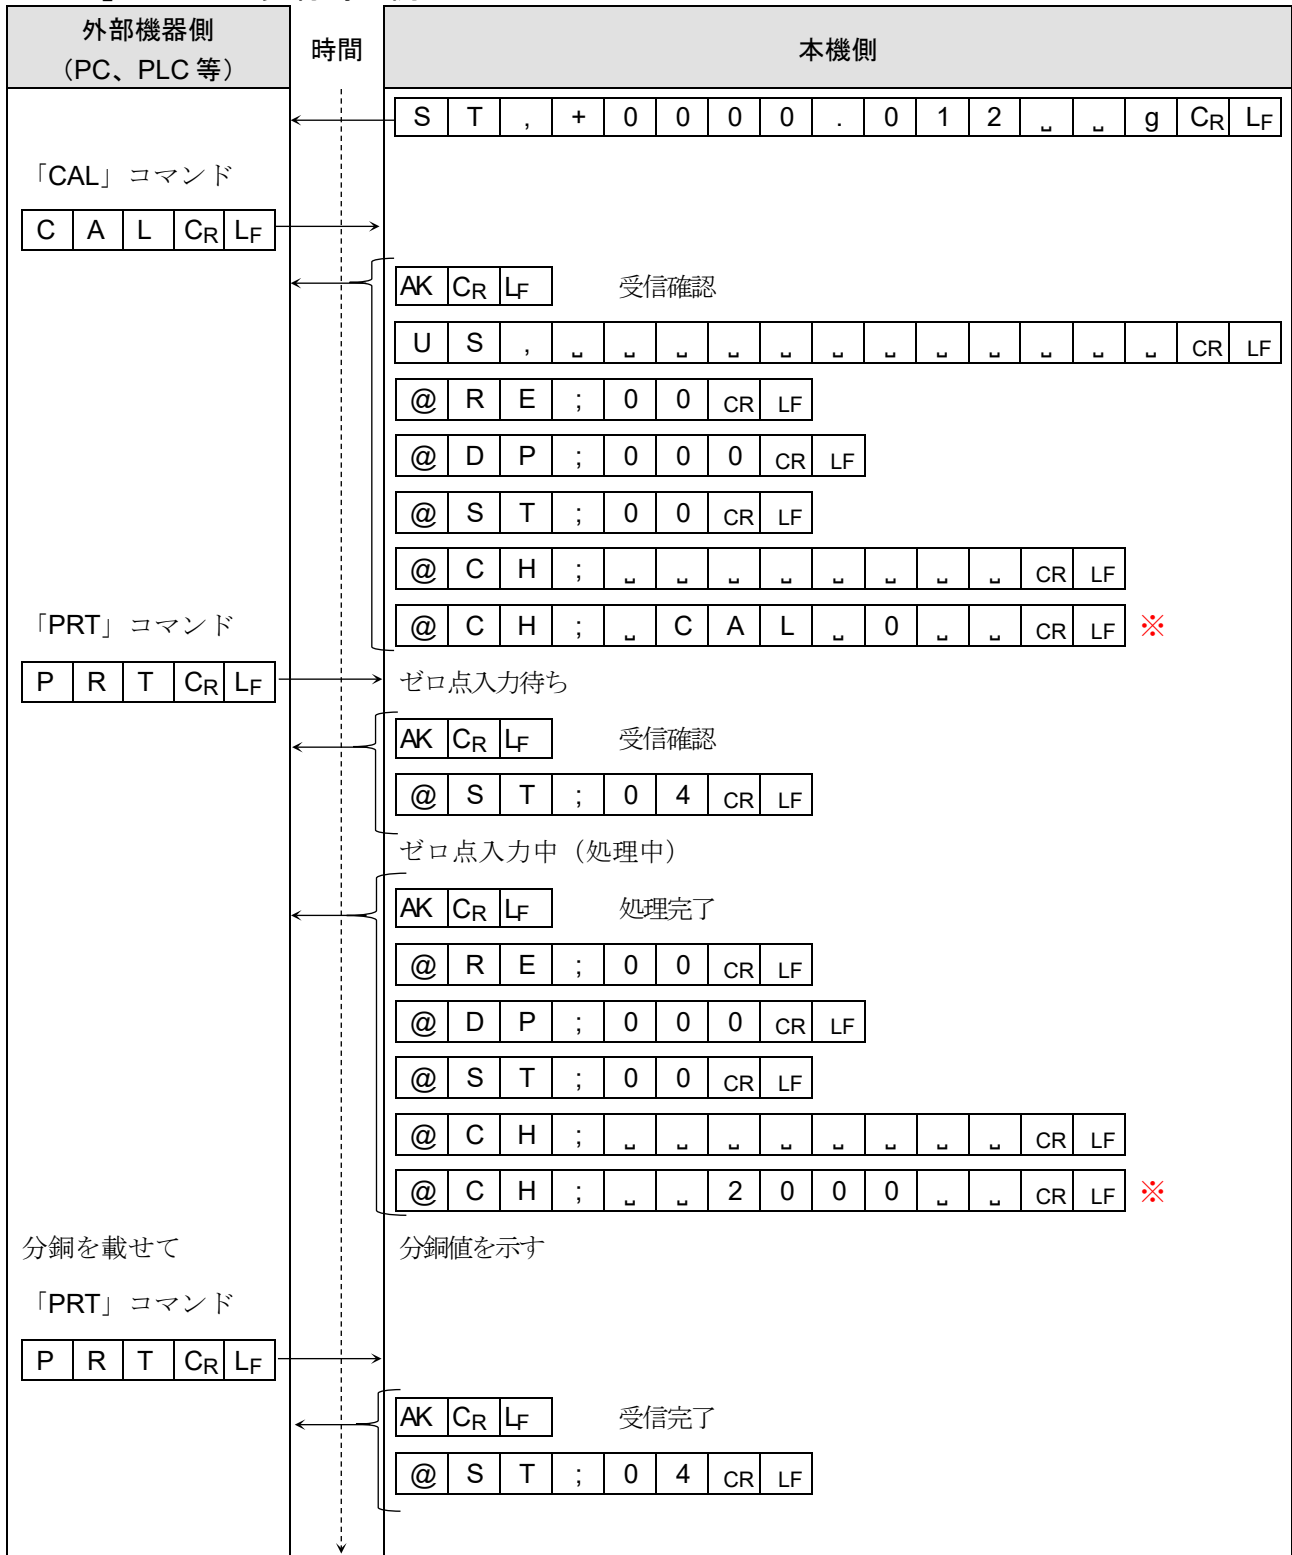 外部機器側
（PC、PLC 等）
時間
本機側
S T , + 0 0 0 0 . 0 1 2 ␣ ␣ g CR LF
「CAL」コマンド
C A L CR LF
AK CR LF 受信確認
U S , ␣ ␣ ␣ ␣ ␣ ␣ ␣ ␣ ␣ ␣ ␣ ␣ CR LF
@ R E ; 0 0 CR LF
@ D P ; 0 0 0 CR LF
@ S T ; 0 0 CR LF
@ C H ; ␣ ␣ ␣ ␣ ␣ ␣ ␣ ␣ CR LF
「PRT」コマンド
@ C H ; ␣ C A L ␣ 0 ␣ ␣ CR LF ※
P R T CR LF
ゼロ点入力待ち
AK CR LF 受信確認
@ S T ; 0 4 CR LF
ゼロ点入力中（処理中）
AK CR LF 処理完了
@ R E ; 0 0 CR LF
@ D P ; 0 0 0 CR LF
@ S T ; 0 0 CR LF
@ C H ; ␣ ␣ ␣ ␣ ␣ ␣ ␣ ␣ CR LF
@ C H ; ␣ ␣ 2 0 0 0 ␣ ␣ CR LF ※
分銅を載せて
分銅値を示す
「PRT」コマンド
P R T CR LF
AK CR LF 受信完了
@ S T ; 0 4 CR LF